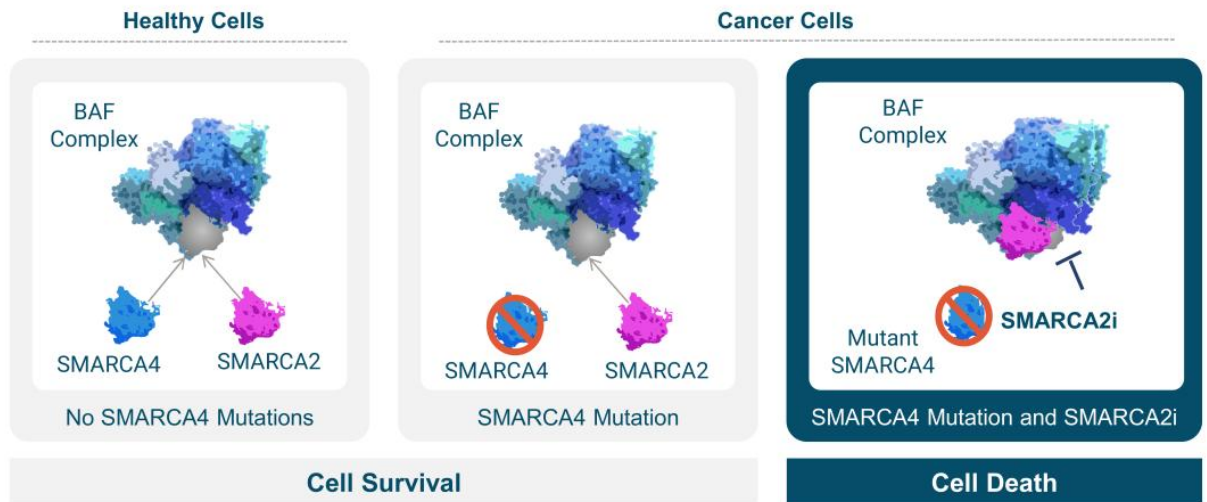 Healthy Cells
Cancer Cells
BAF
Complex
SMARCA4
SMARCA2
No SMARCA4 Mutations
BAF
Complex
SMARCA4
SMARCA2
SMARCA4 Mutation
BAF
Complex
SMARCA2i
Mutant
SMARCA4
SMARCA4 Mutation and SMARCA2i
Cell Survival
Cell Death